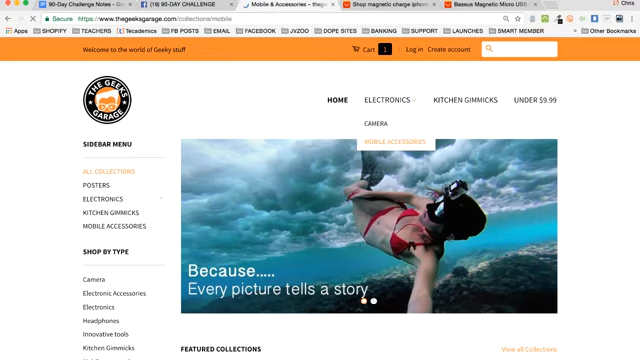 90-Day Challenge Notes - Go
(19) 90-DAY CHALLENGE
Mobile & Accessories – thege
Shop magnetic charge iphone
Baseus Magnetic Micro USB
Chris
Secure
https://www.thegeeksgarage.com/collections/mobile
Apps
SHOPIFY
TEACHERS
Tecademics
FB POSTS
EMAIL
FACEBOOK
JVZOO
DOPE SITES
BANKING
SUPPORT
LAUNCHES
SMART MEMBER
»
Other Bookmarks
Welcome to the world of Geeky stuff
Cart 1
Log in
Create account
THE GEEKS
GARAGE
HOME
ELECTRONICS
KITCHEN GIMMICKS
UNDER $9.99
CAMERA
MOBILE ACCESSORIES
SIDEBAR MENU
ALL COLLECTIONS
POSTERS
ELECTRONICS
KITCHEN GIMMICKS
MOBILE ACCESSORIES
SHOP BY TYPE
Camera
Electronic Accessories
Electronics
Headphones
Innovative tools
Kitchen Gimmicks
Because.....
Every picture tells a story
FEATURED COLLECTIONS
View all Collections